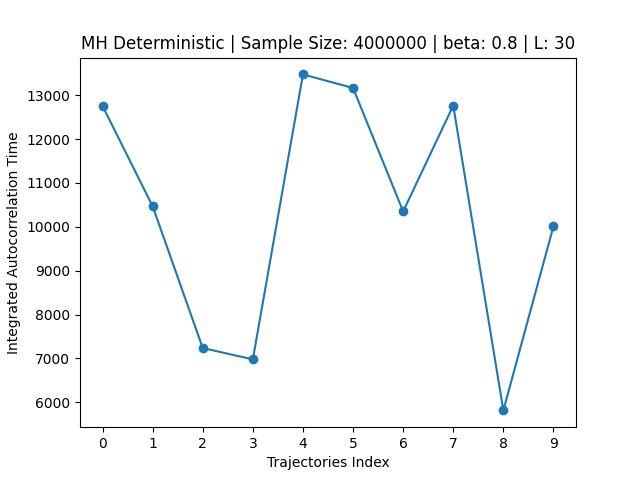 MH Deterministic | Sample Size: 4000000 | beta: 0.8 | L: 30
Integrated Autocorrelation Time
13000
12000
11000
10000
9000
8000
7000
6000
0 1 2 3 4 5 6 7 8 9
Trajectories Index